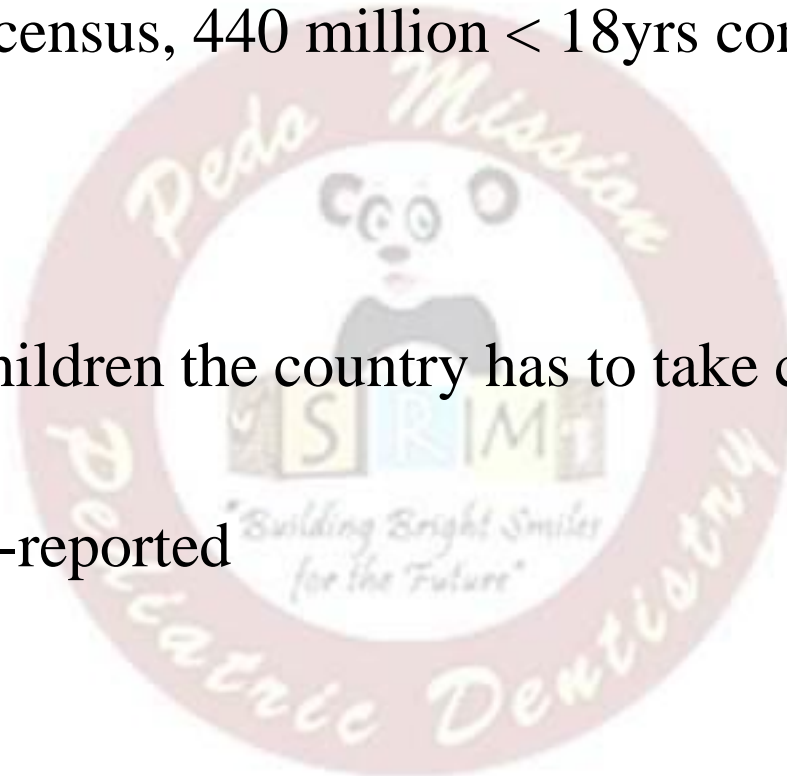 census, 440 million < 18yrs con
Pedo Mission
hildren the country has to take c
S R I M
"Building Bright Smiles
-reported
for the Future"
Pediatric Dentistry